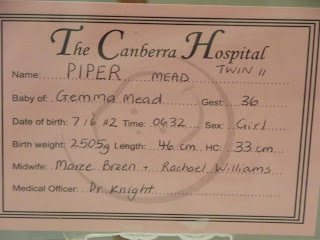 The Canberra Hospital
Name: PIPER MEAD TWIN II
Baby of: Gemma Mead Gest: 36
Date of birth: 7 6 12 Time: 0632 Sex: Girl
Birth weight: 2505g Length: 46 cm HC: 33 cm
Midwife: Maree Breen + Rachael Williams
Medical Officer: Dr Knight